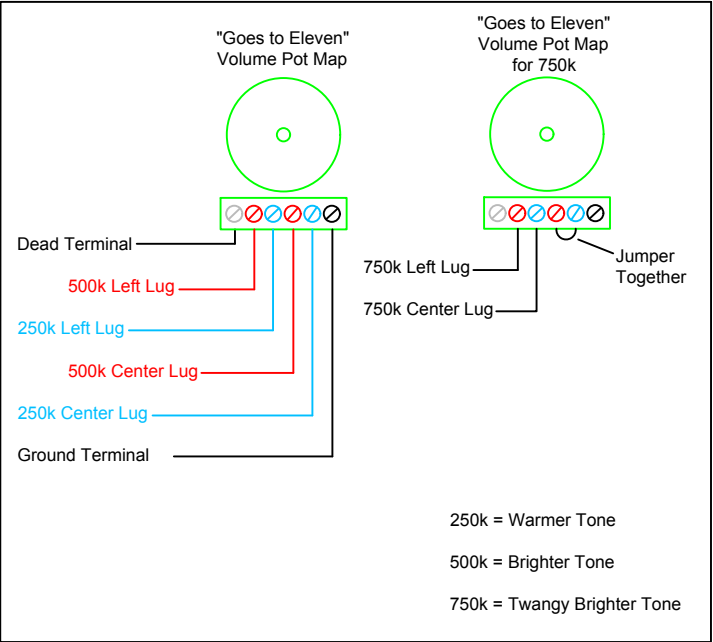 "Goes to Eleven"
Volume Pot Map
"Goes to Eleven"
Volume Pot Map
for 750k
Dead Terminal
500k Left Lug
250k Left Lug
500k Center Lug
250k Center Lug
Ground Terminal
750k Left Lug
750k Center Lug
Jumper
Together
250k = Warmer Tone
500k = Brighter Tone
750k = Twangy Brighter Tone